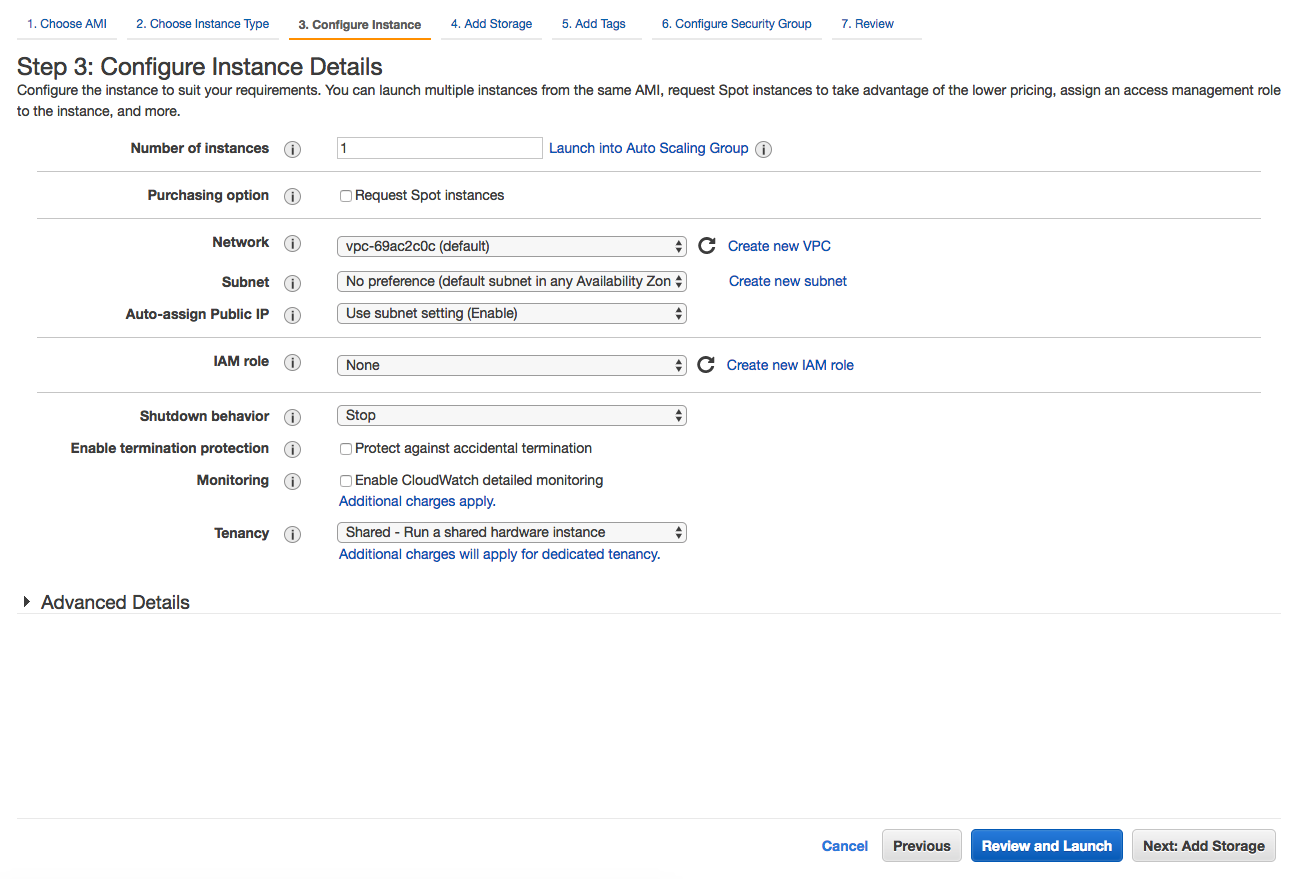 1. Choose AMI 2. Choose Instance Type 3. Configure Instance 4. Add Storage 5. Add Tags 6. Configure Security Group 7. Review
Step 3: Configure Instance Details
Configure the instance to suit your requirements. You can launch multiple instances from the same AMI, request Spot instances to take advantage of the lower pricing, assign an access management role
to the instance, and more.
Number of instances i 1 Launch into Auto Scaling Group i
Purchasing option i Request Spot instances
Network i vpc-69ac2c0c (default) Create new VPC
Subnet i No preference (default subnet in any Availability Zon Create new subnet
Auto-assign Public IP i Use subnet setting (Enable)
IAM role i None Create new IAM role
Shutdown behavior i Stop
Enable termination protection i Protect against accidental termination
Monitoring i Enable CloudWatch detailed monitoring
Additional charges apply.
Tenancy i Shared - Run a shared hardware instance
Additional charges will apply for dedicated tenancy.
Advanced Details
Cancel Previous Review and Launch Next: Add Storage